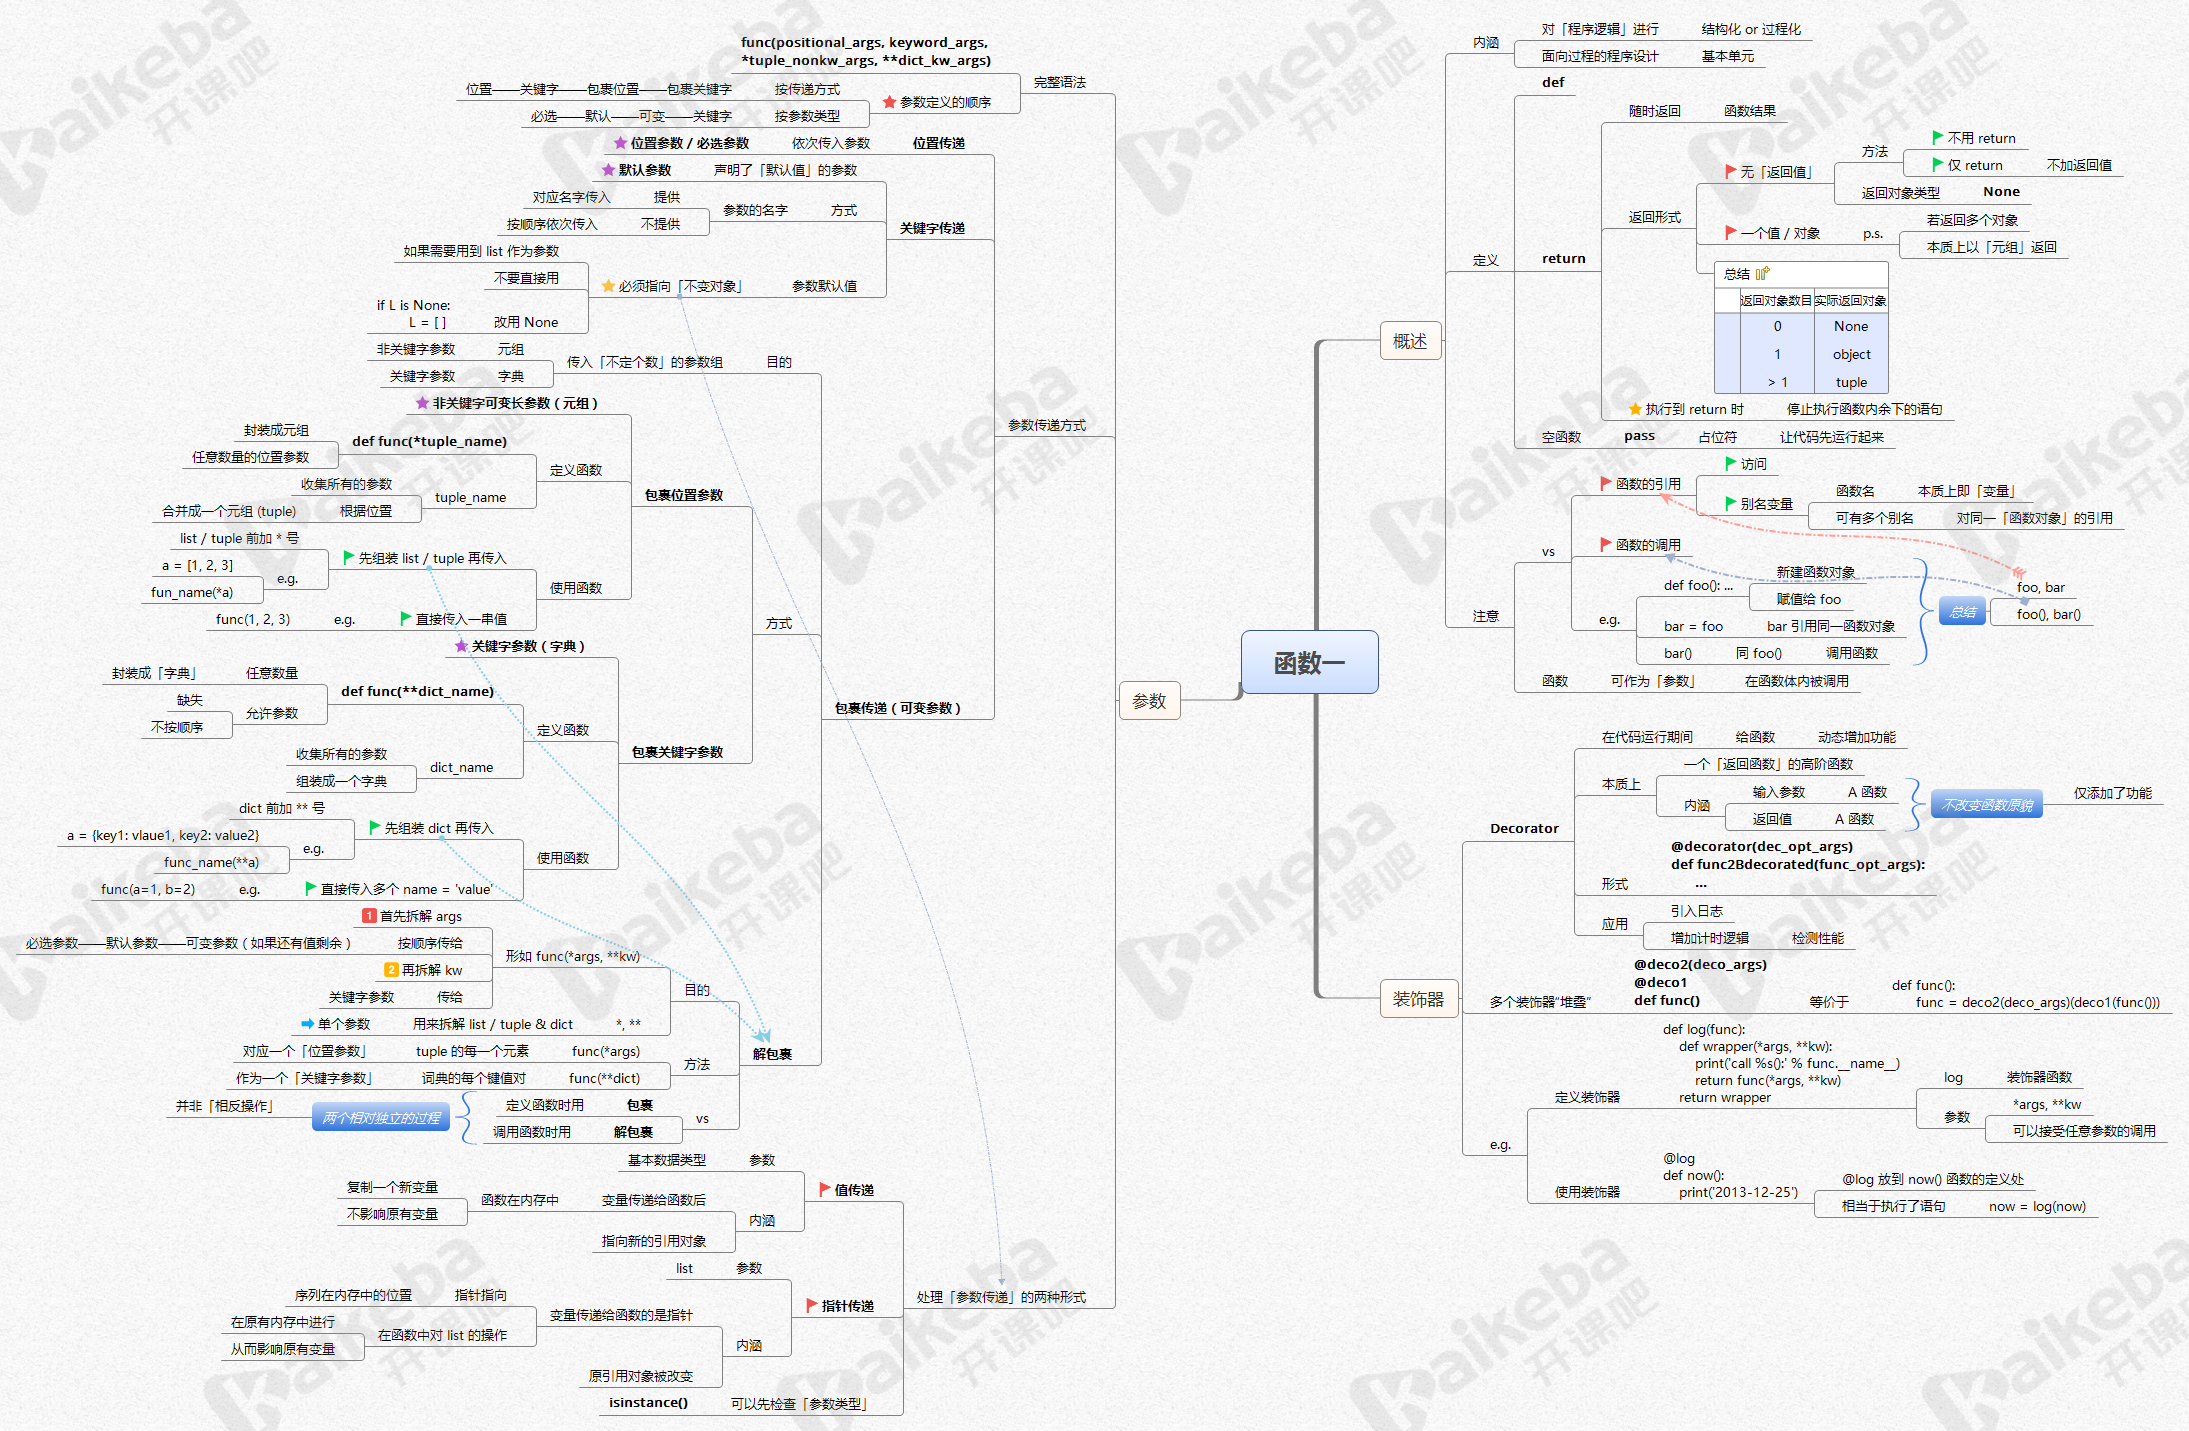 函数一
概述
内涵
对「程序逻辑」进行 结构化 or 过程化
面向过程的程序设计 基本单元
定义
def
return
随时返回 函数结果
返回形式
无「返回值」
方法
不用 return
仅 return 不加返回值
返回对象类型 None
一个值 / 对象 p.s.
若返回多个对象
本质上以「元组」返回
总结
返回对象数目 实际返回对象
0 None
1 object
> 1 tuple
执行到 return 时 停止执行函数内余下的语句
空函数 pass 占位符 让代码先运行起来
注意
vs
函数的引用
访问
别名变量
函数名 本质上即「变量」
可有多个别名 对同一「函数对象」的引用
函数的调用
e.g.
def foo(): ...
新建函数对象
赋值给 foo
bar = foo bar 引用同一函数对象
bar() 同 foo() 调用函数
总结
foo, bar
foo(), bar()
函数 可作为「参数」 在函数体内被调用
装饰器
Decorator
在代码运行期间 给函数 动态增加功能
本质上
一个「返回函数」的高阶函数
内涵
输入参数 A 函数
返回值 A 函数
不改变函数原貌 仅添加了功能
形式
@decorator(dec_opt_args)
def func2Bdecorated(func_opt_args):
...
应用
引入日志
增加计时逻辑 检测性能
多个装饰器“堆叠”
@deco2(deco_args)
@deco1
def func()
等价于
def func():
func = deco2(deco_args)(deco1(func()))
e.g.
定义装饰器
def log(func):
def wrapper(*args, **kw):
print('call %s():' % func.__name__)
return func(*args, **kw)
return wrapper
log 装饰器函数
参数
*args, **kw
可以接受任意参数的调用
使用装饰器
@log
def now():
print('2013-12-25')
@log 放到 now() 函数的定义处
相当于执行了语句 now = log(now)
参数
完整语法
func(positional_args, keyword_args,
*tuple_nonkw_args, **dict_kw_args)
参数定义的顺序
位置——关键字——包裹位置——包裹关键字 按传递方式
必选——默认——可变——关键字 按参数类型
参数传递方式
位置参数 / 必选参数 依次传入参数 位置传递
关键字传递
默认参数 声明了「默认值」的参数
参数的名字 方式
对应名字传入 提供
按顺序依次传入 不提供
必须指向「不变对象」 参数默认值
如果需要用到 list 作为参数
不要直接用
if L is None:
L = [ ]
改用 None
包裹传递（可变参数）
传入「不定个数」的参数组 目的
非关键字参数 元组
关键字参数 字典
方式
包裹位置参数
非关键字可变长参数（元组）
定义函数
def func(*tuple_name)
封装成元组
任意数量的位置参数
tuple_name
收集所有的参数
合并成一个元组 (tuple) 根据位置
使用函数
先组装 list / tuple 再传入
list / tuple 前加 * 号
e.g.
a = [1, 2, 3]
fun_name(*a)
func(1, 2, 3) e.g. 直接传入一串值
包裹关键字参数
关键字参数（字典）
定义函数
def func(**dict_name)
封装成「字典」 任意数量
允许参数
缺失
不按顺序
dict_name
收集所有的参数
组装成一个字典
使用函数
先组装 dict 再传入
dict 前加 ** 号
e.g.
a = {key1: vlaue1, key2: value2}
func_name(**a)
func(a=1, b=2) e.g. 直接传入多个 name = 'value'
解包裹
目的
形如 func(*args, **kw)
1 首先拆解 args
必选参数——默认参数——可变参数（如果还有值剩余） 按顺序传给
2 再拆解 kw
关键字参数 传给
单个参数 用来拆解 list / tuple & dict *, **
方法
对应一个「位置参数」 tuple 的每一个元素 func(*args)
作为一个「关键字参数」 词典的每个键值对 func(**dict)
vs
定义函数时用 包裹
调用函数时用 解包裹
两个相对独立的过程
并非「相反操作」
处理「参数传递」的两种形式
值传递
基本数据类型 参数
内涵
函数在内存中 变量传递给函数后
复制一个新变量
不影响原有变量
指向新的引用对象
指针传递
list 参数
内涵
变量传递给函数的是指针
序列在内存中的位置 指针指向
在函数中对 list 的操作
在原有内存中进行
从而影响原有变量
原引用对象被改变
isinstance() 可以先检查「参数类型」
Kaikeba
开课吧